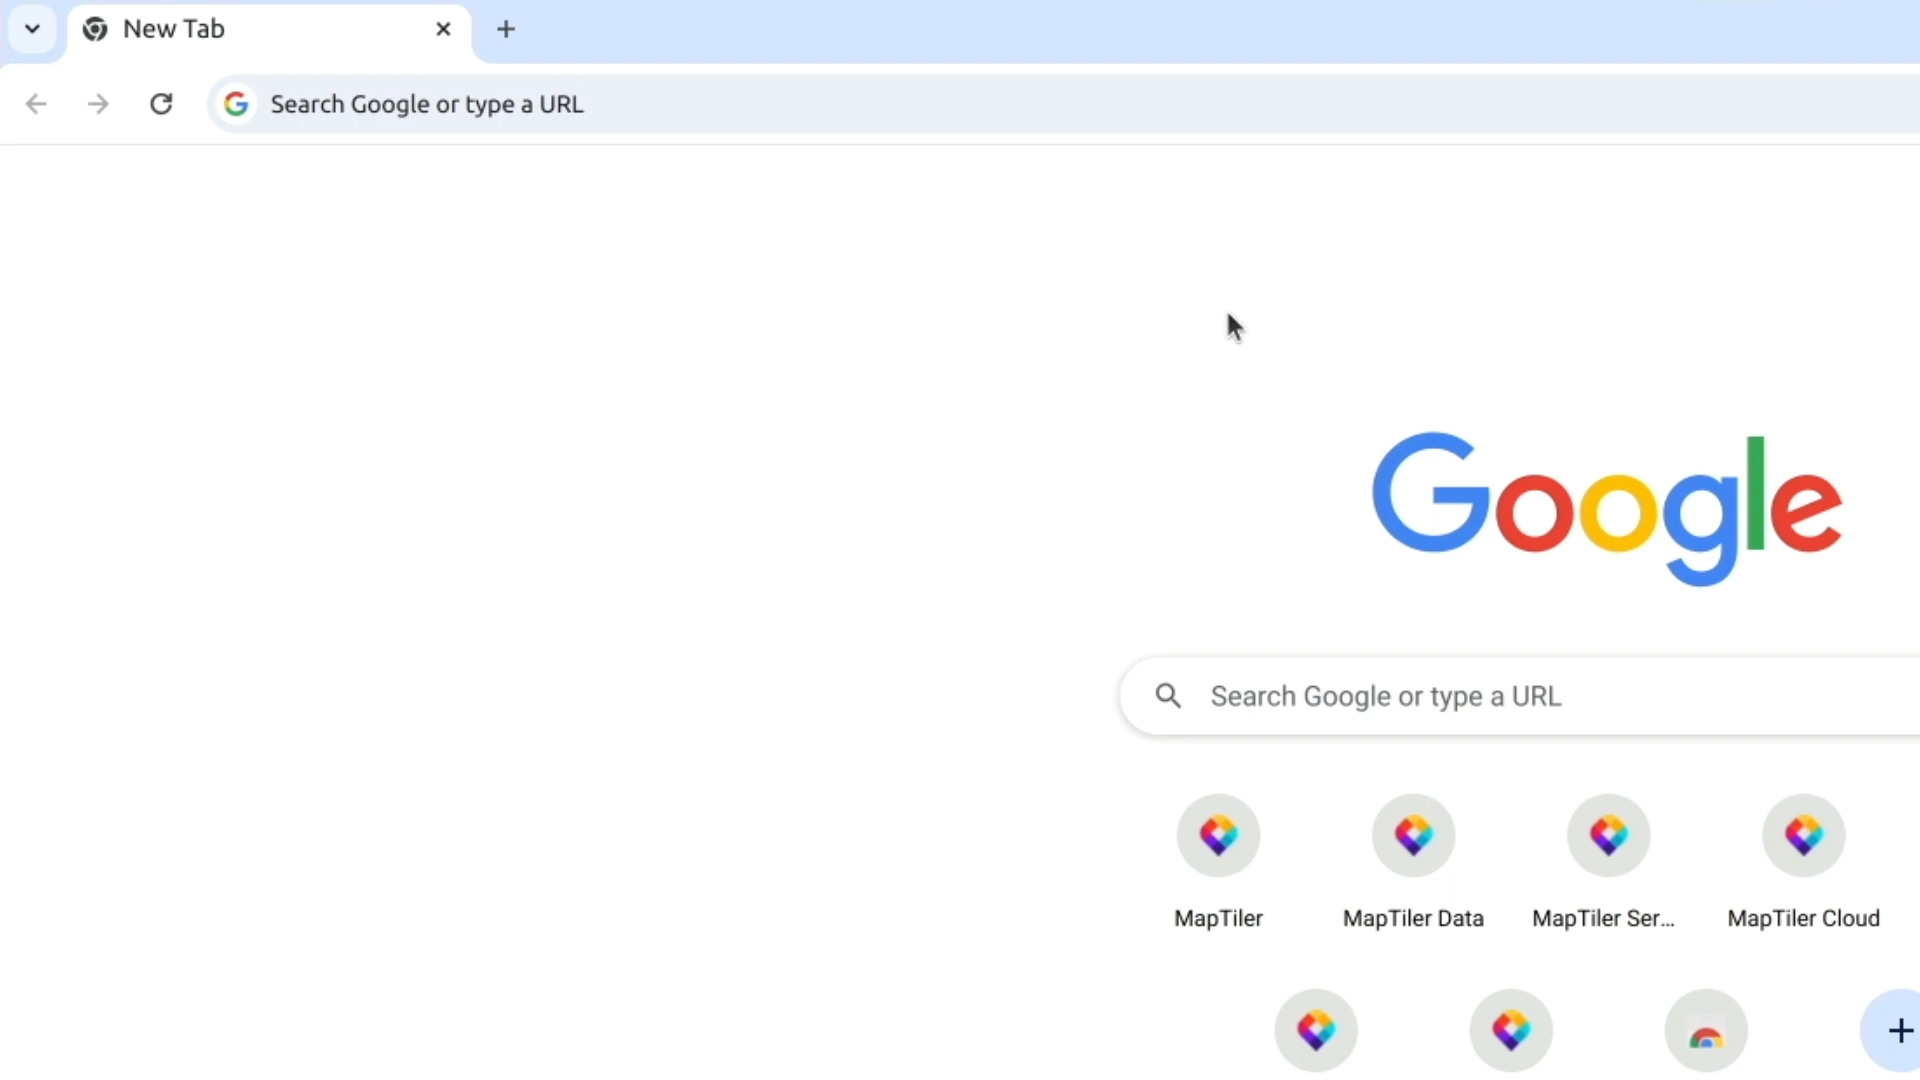 New Tab
Search Google or type a URL
Google
Search Google or type a URL
MapTiler
MapTiler Data
MapTiler Ser...
MapTiler Cloud